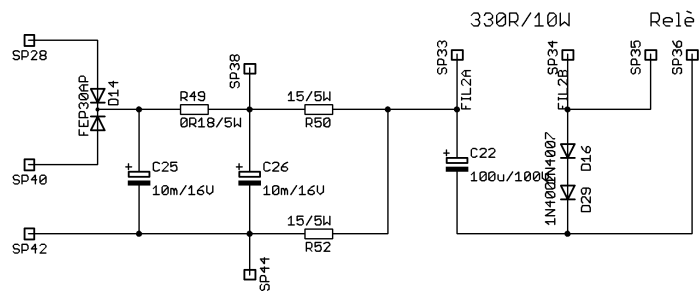 330R/10W
Relè
SP28
SP38
SP33
SP34
SP35
SP36
FEP30AP
D14
R49
0R18/5W
15/5W
R50
FIL2A
FIL2B
C25
10m/16V
C26
10m/16V
C22
100u/100V
1N4007
D16
1N4007
D29
SP40
15/5W
R52
SP42
SP44